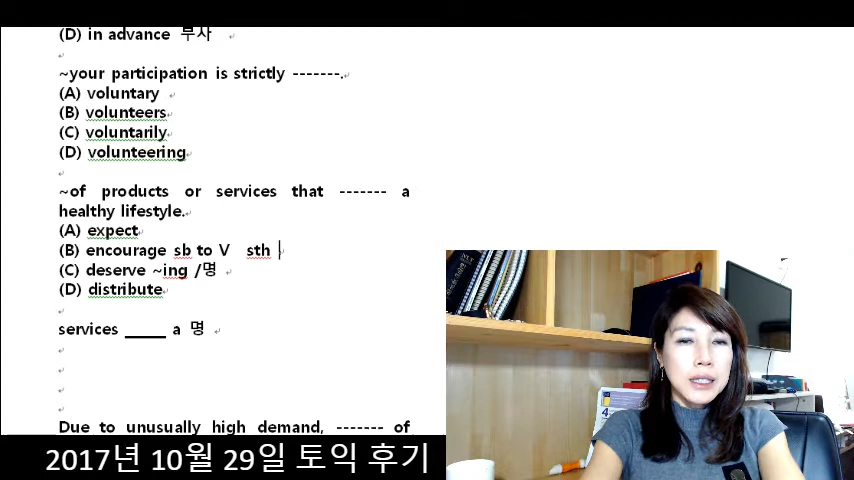 (D) in advance 부사
~your participation is strictly -------.
(A) voluntary
(B) volunteers
(C) voluntarily
(D) volunteering
~of products or services that ------- a
healthy lifestyle.
(A) expect
(B) encourage sb to V sth
(C) deserve ~ing /명
(D) distribute
services _____ a 명
Due to unusually high demand, ------- of
2017년 10월 29일 토익 후기
4